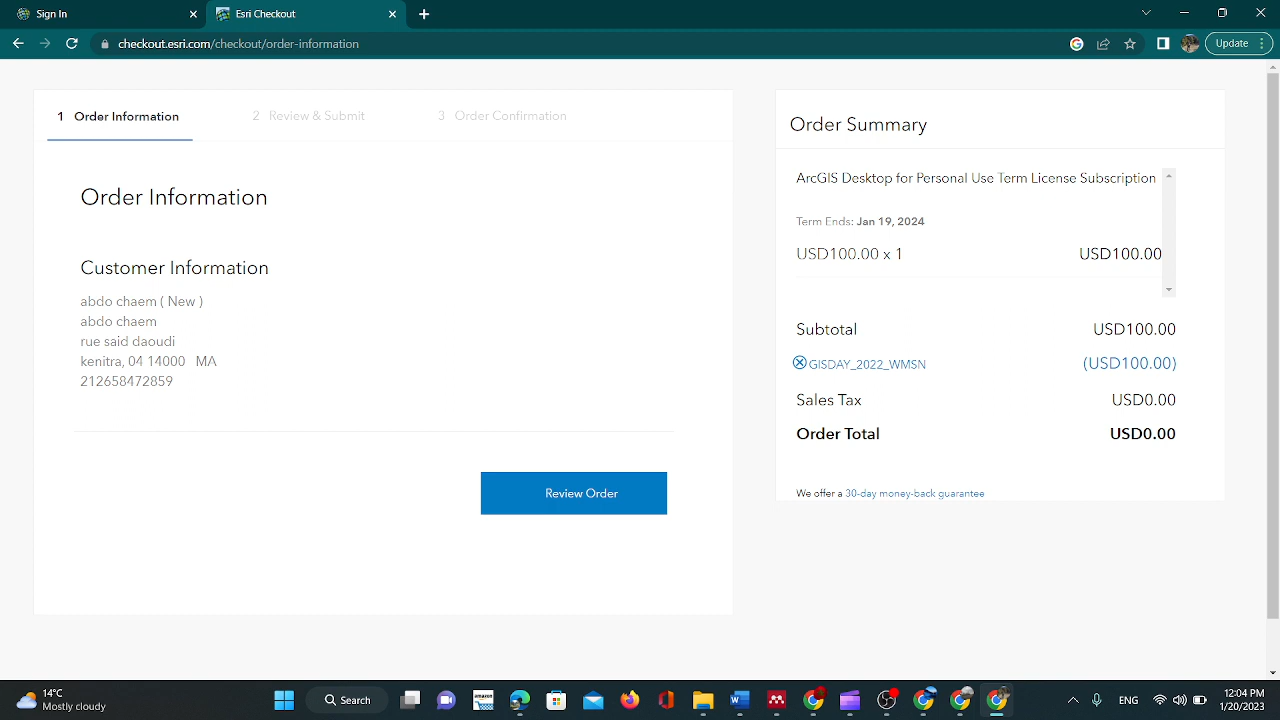 Sign In
Esri Checkout
checkout.esri.com/checkout/order-information
Update
1 Order Information
2 Review & Submit
3 Order Confirmation
Order Information
Customer Information
abdo chaem ( New )
abdo chaem
rue said daoudi
kenitra, 04 14000 MA
212658472859
Review Order
Order Summary
ArcGIS Desktop for Personal Use Term License Subscription
Term Ends: Jan 19, 2024
USD100.00 x 1 USD100.00
Subtotal USD100.00
GISDAY_2022_WMSN (USD100.00)
Sales Tax USD0.00
Order Total USD0.00
We offer a 30-day money-back guarantee
14°C
Mostly cloudy
Search
amazon
ENG
12:04 PM
1/20/2023